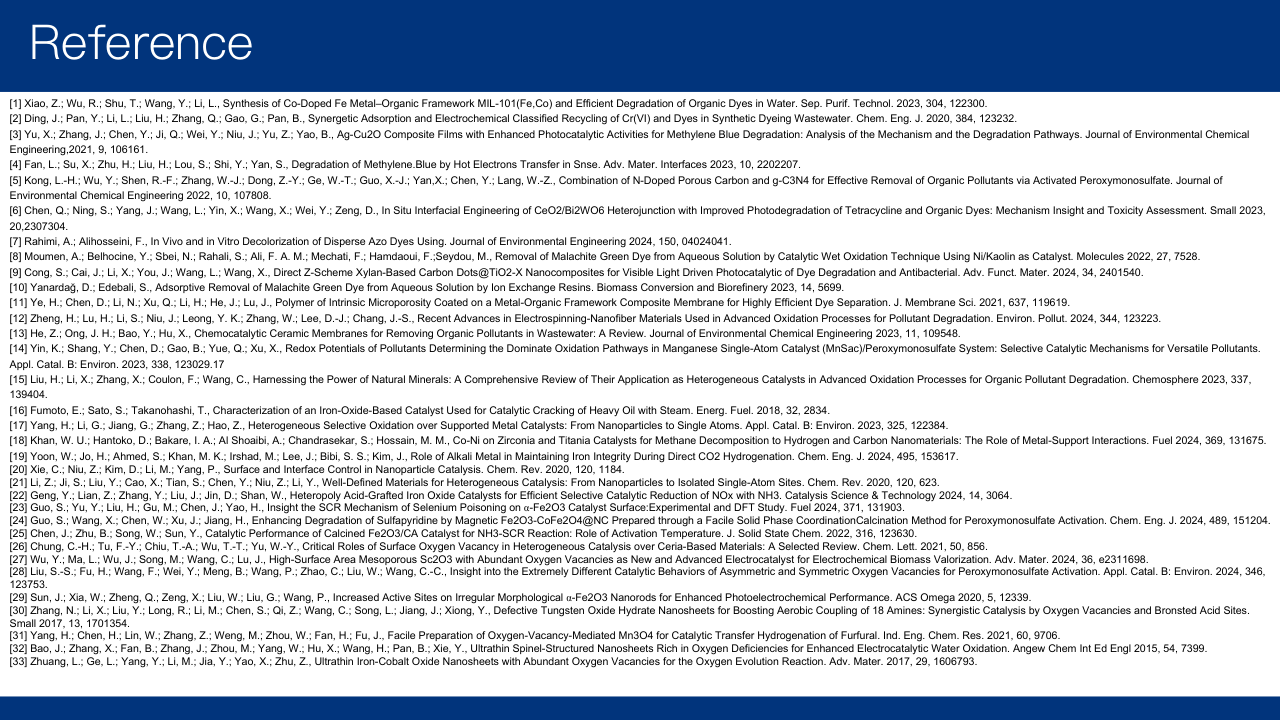 Reference
[1] Xiao, Z.; Wu, R.; Shu, T.; Wang, Y.; Li, L., Synthesis of Co-Doped Fe Metal–Organic Framework MIL-101(Fe,Co) and Efficient Degradation of Organic Dyes in Water. Sep. Purif. Technol. 2023, 304, 122300.
[2] Ding, J.; Pan, Y.; Li, L.; Liu, H.; Zhang, Q.; Gao, G.; Pan, B., Synergetic Adsorption and Electrochemical Classified Recycling of Cr(VI) and Dyes in Synthetic Dyeing Wastewater. Chem. Eng. J. 2020, 384, 123232.
[3] Yu, X.; Zhang, J.; Chen, Y.; Ji, Q.; Wei, Y.; Niu, J.; Yu, Z.; Yao, B., Ag-Cu2O Composite Films with Enhanced Photocatalytic Activities for Methylene Blue Degradation: Analysis of the Mechanism and the Degradation Pathways. Journal of Environmental Chemical
Engineering,2021, 9, 106161.
[4] Fan, L.; Su, X.; Zhu, H.; Liu, H.; Lou, S.; Shi, Y.; Yan, S., Degradation of Methylene.Blue by Hot Electrons Transfer in Snse. Adv. Mater. Interfaces 2023, 10, 2202207.
[5] Kong, L.-H.; Wu, Y.; Shen, R.-F.; Zhang, W.-J.; Dong, Z.-Y.; Ge, W.-T.; Guo, X.-J.; Yan,X.; Chen, Y.; Lang, W.-Z., Combination of N-Doped Porous Carbon and g-C3N4 for Effective Removal of Organic Pollutants via Activated Peroxymonosulfate. Journal of
Environmental Chemical Engineering 2022, 10, 107808.
[6] Chen, Q.; Ning, S.; Yang, J.; Wang, L.; Yin, X.; Wang, X.; Wei, Y.; Zeng, D., In Situ Interfacial Engineering of CeO2/Bi2WO6 Heterojunction with Improved Photodegradation of Tetracycline and Organic Dyes: Mechanism Insight and Toxicity Assessment. Small 2023,
20,2307304.
[7] Rahimi, A.; Alihosseini, F., In Vivo and in Vitro Decolorization of Disperse Azo Dyes Using. Journal of Environmental Engineering 2024, 150, 04024041.
[8] Moumen, A.; Belhocine, Y.; Sbei, N.; Rahali, S.; Ali, F. A. M.; Mechati, F.; Hamdaoui, F.;Seydou, M., Removal of Malachite Green Dye from Aqueous Solution by Catalytic Wet Oxidation Technique Using Ni/Kaolin as Catalyst. Molecules 2022, 27, 7528.
[9] Cong, S.; Cai, J.; Li, X.; You, J.; Wang, L.; Wang, X., Direct Z-Scheme Xylan-Based Carbon Dots@TiO2-X Nanocomposites for Visible Light Driven Photocatalytic of Dye Degradation and Antibacterial. Adv. Funct. Mater. 2024, 34, 2401540.
[10] Yanardağ, D.; Edebali, S., Adsorptive Removal of Malachite Green Dye from Aqueous Solution by Ion Exchange Resins. Biomass Conversion and Biorefinery 2023, 14, 5699.
[11] Ye, H.; Chen, D.; Li, N.; Xu, Q.; Li, H.; He, J.; Lu, J., Polymer of Intrinsic Microporosity Coated on a Metal-Organic Framework Composite Membrane for Highly Efficient Dye Separation. J. Membrane Sci. 2021, 637, 119619.
[12] Zheng, H.; Lu, H.; Li, S.; Niu, J.; Leong, Y. K.; Zhang, W.; Lee, D.-J.; Chang, J.-S., Recent Advances in Electrospinning-Nanofiber Materials Used in Advanced Oxidation Processes for Pollutant Degradation. Environ. Pollut. 2024, 344, 123223.
[13] He, Z.; Ong, J. H.; Bao, Y.; Hu, X., Chemocatalytic Ceramic Membranes for Removing Organic Pollutants in Wastewater: A Review. Journal of Environmental Chemical Engineering 2023, 11, 109548.
[14] Yin, K.; Shang, Y.; Chen, D.; Gao, B.; Yue, Q.; Xu, X., Redox Potentials of Pollutants Determining the Dominate Oxidation Pathways in Manganese Single-Atom Catalyst (MnSac)/Peroxymonosulfate System: Selective Catalytic Mechanisms for Versatile Pollutants.
Appl. Catal. B: Environ. 2023, 338, 123029.17
[15] Liu, H.; Li, X.; Zhang, X.; Coulon, F.; Wang, C., Harnessing the Power of Natural Minerals: A Comprehensive Review of Their Application as Heterogeneous Catalysts in Advanced Oxidation Processes for Organic Pollutant Degradation. Chemosphere 2023, 337,
139404.
[16] Fumoto, E.; Sato, S.; Takanohashi, T., Characterization of an Iron-Oxide-Based Catalyst Used for Catalytic Cracking of Heavy Oil with Steam. Energ. Fuel. 2018, 32, 2834.
[17] Yang, H.; Li, G.; Jiang, G.; Zhang, Z.; Hao, Z., Heterogeneous Selective Oxidation over Supported Metal Catalysts: From Nanoparticles to Single Atoms. Appl. Catal. B: Environ. 2023, 325, 122384.
[18] Khan, W. U.; Hantoko, D.; Bakare, I. A.; Al Shoaibi, A.; Chandrasekar, S.; Hossain, M. M., Co-Ni on Zirconia and Titania Catalysts for Methane Decomposition to Hydrogen and Carbon Nanomaterials: The Role of Metal-Support Interactions. Fuel 2024, 369, 131675.
[19] Yoon, W.; Jo, H.; Ahmed, S.; Khan, M. K.; Irshad, M.; Lee, J.; Bibi, S. S.; Kim, J., Role of Alkali Metal in Maintaining Iron Integrity During Direct CO2 Hydrogenation. Chem. Eng. J. 2024, 495, 153617.
[20] Xie, C.; Niu, Z.; Kim, D.; Li, M.; Yang, P., Surface and Interface Control in Nanoparticle Catalysis. Chem. Rev. 2020, 120, 1184.
[21] Li, Z.; Ji, S.; Liu, Y.; Cao, X.; Tian, S.; Chen, Y.; Niu, Z.; Li, Y., Well-Defined Materials for Heterogeneous Catalysis: From Nanoparticles to Isolated Single-Atom Sites. Chem. Rev. 2020, 120, 623.
[22] Geng, Y.; Lian, Z.; Zhang, Y.; Liu, J.; Jin, D.; Shan, W., Heteropoly Acid-Grafted Iron Oxide Catalysts for Efficient Selective Catalytic Reduction of NOx with NH3. Catalysis Science & Technology 2024, 14, 3064.
[23] Guo, S.; Yu, Y.; Liu, H.; Gu, M.; Chen, J.; Yao, H., Insight the SCR Mechanism of Selenium Poisoning on α-Fe2O3 Catalyst Surface:Experimental and DFT Study. Fuel 2024, 371, 131903.
[24] Guo, S.; Wang, X.; Chen, W.; Xu, J.; Jiang, H., Enhancing Degradation of Sulfapyridine by Magnetic Fe2O3-CoFe2O4@NC Prepared through a Facile Solid Phase CoordinationCalcination Method for Peroxymonosulfate Activation. Chem. Eng. J. 2024, 489, 151204.
[25] Chen, J.; Zhu, B.; Song, W.; Sun, Y., Catalytic Performance of Calcined Fe2O3/CA Catalyst for NH3-SCR Reaction: Role of Activation Temperature. J. Solid State Chem. 2022, 316, 123630.
[26] Chung, C.-H.; Tu, F.-Y.; Chiu, T.-A.; Wu, T.-T.; Yu, W.-Y., Critical Roles of Surface Oxygen Vacancy in Heterogeneous Catalysis over Ceria-Based Materials: A Selected Review. Chem. Lett. 2021, 50, 856.
[27] Wu, Y.; Ma, L.; Wu, J.; Song, M.; Wang, C.; Lu, J., High-Surface Area Mesoporous Sc2O3 with Abundant Oxygen Vacancies as New and Advanced Electrocatalyst for Electrochemical Biomass Valorization. Adv. Mater. 2024, 36, e2311698.
[28] Liu, S.-S.; Fu, H.; Wang, F.; Wei, Y.; Meng, B.; Wang, P.; Zhao, C.; Liu, W.; Wang, C.-C., Insight into the Extremely Different Catalytic Behaviors of Asymmetric and Symmetric Oxygen Vacancies for Peroxymonosulfate Activation. Appl. Catal. B: Environ. 2024, 346,
123753.
[29] Sun, J.; Xia, W.; Zheng, Q.; Zeng, X.; Liu, W.; Liu, G.; Wang, P., Increased Active Sites on Irregular Morphological α-Fe2O3 Nanorods for Enhanced Photoelectrochemical Performance. ACS Omega 2020, 5, 12339.
[30] Zhang, N.; Li, X.; Liu, Y.; Long, R.; Li, M.; Chen, S.; Qi, Z.; Wang, C.; Song, L.; Jiang, J.; Xiong, Y., Defective Tungsten Oxide Hydrate Nanosheets for Boosting Aerobic Coupling of 18 Amines: Synergistic Catalysis by Oxygen Vacancies and Bronsted Acid Sites.
Small 2017, 13, 1701354.
[31] Yang, H.; Chen, H.; Lin, W.; Zhang, Z.; Weng, M.; Zhou, W.; Fan, H.; Fu, J., Facile Preparation of Oxygen-Vacancy-Mediated Mn3O4 for Catalytic Transfer Hydrogenation of Furfural. Ind. Eng. Chem. Res. 2021, 60, 9706.
[32] Bao, J.; Zhang, X.; Fan, B.; Zhang, J.; Zhou, M.; Yang, W.; Hu, X.; Wang, H.; Pan, B.; Xie, Y., Ultrathin Spinel-Structured Nanosheets Rich in Oxygen Deficiencies for Enhanced Electrocatalytic Water Oxidation. Angew Chem Int Ed Engl 2015, 54, 7399.
[33] Zhuang, L.; Ge, L.; Yang, Y.; Li, M.; Jia, Y.; Yao, X.; Zhu, Z., Ultrathin Iron-Cobalt Oxide Nanosheets with Abundant Oxygen Vacancies for the Oxygen Evolution Reaction. Adv. Mater. 2017, 29, 1606793.